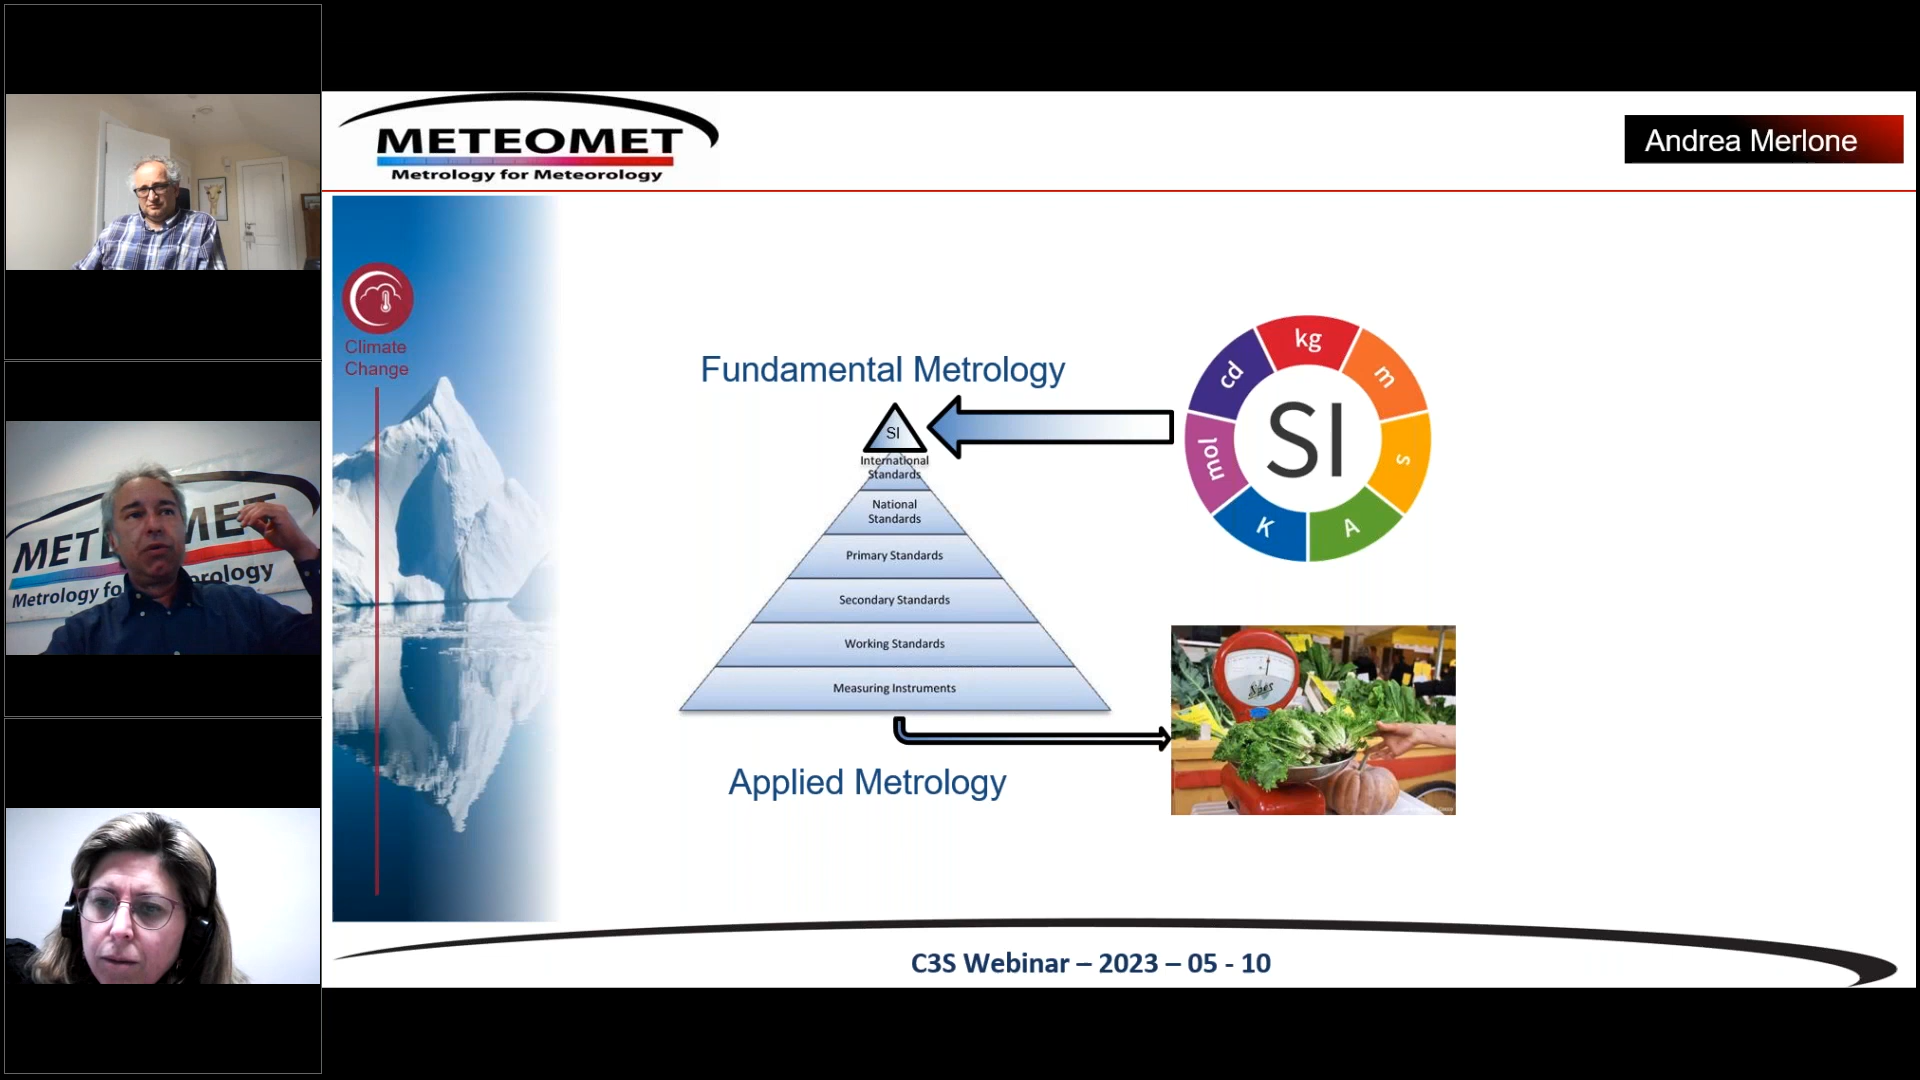 METEOMET
Metrology for Meteorology
Andrea Merlone
Climate
Change
Fundamental Metrology
SI
International
Standards
National
Standards
Primary Standards
Secondary Standards
Working Standards
Measuring Instruments
Applied Metrology
kg
m
s
A
K
mol
cd
SI
C3S Webinar – 2023 – 05 - 10
MET MET
Metrology fo rology